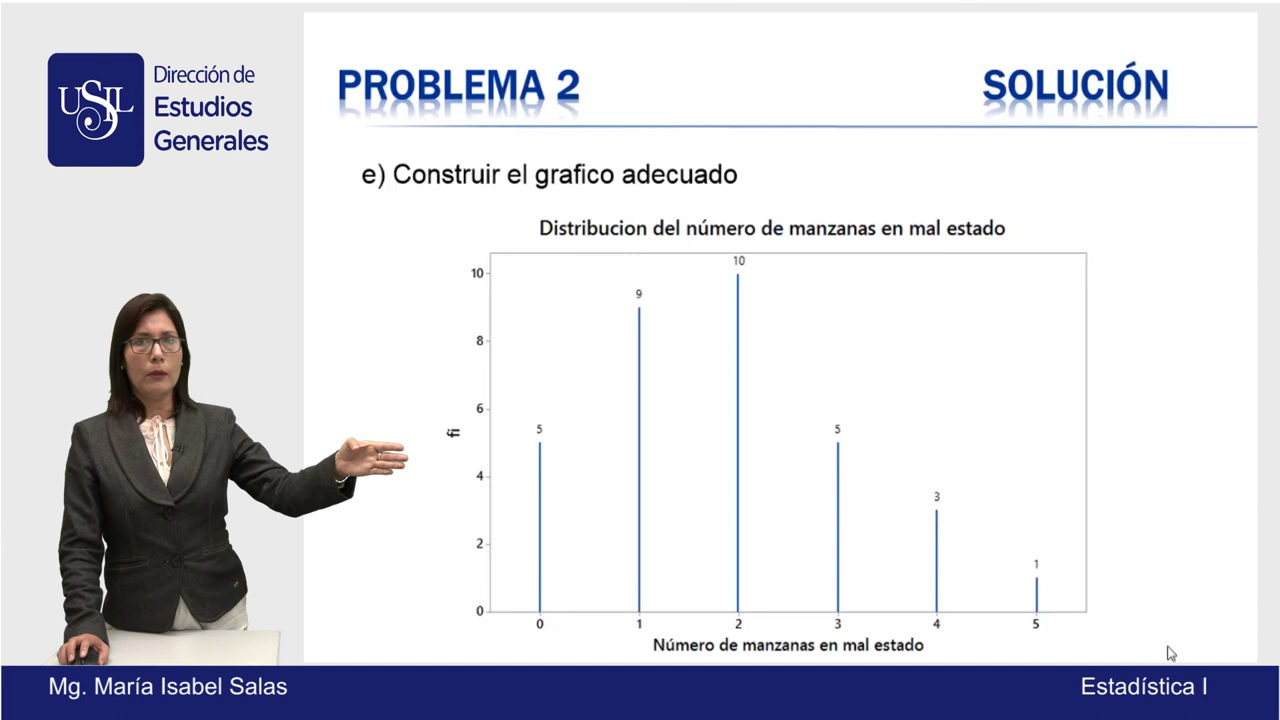 USIL
Dirección de
Estudios
Generales
PROBLEMA 2
SOLUCIÓN
e) Construir el grafico adecuado
Distribucion del número de manzanas en mal estado
10
8
6
4
2
0
fi
5
9
10
5
3
1
0 1 2 3 4 5
Número de manzanas en mal estado
Mg. María Isabel Salas
Estadística I